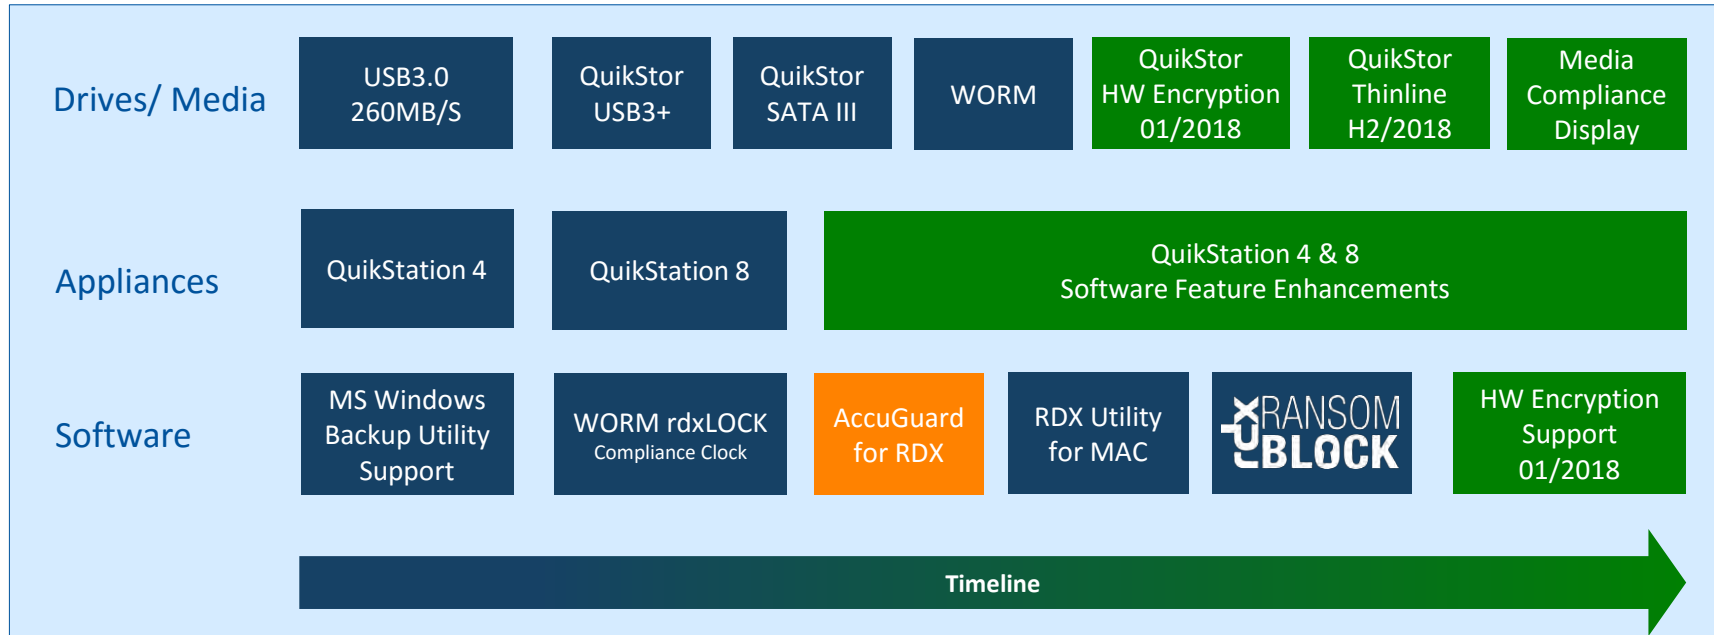 Drives/ Media
USB3.0
260MB/S
QuikStor
USB3+
QuikStor
SATA III
WORM
QuikStor
HW Encryption
01/2018
QuikStor
Thinline
H2/2018
Media
Compliance
Display
Appliances
QuikStation 4
QuikStation 8
QuikStation 4 & 8
Software Feature Enhancements
Software
MS Windows
Backup Utility
Support
WORM rdxLOCK
Compliance Clock
AccuGuard
for RDX
RDX Utility
for MAC
rdx
RANSOM
BLOCK
HW Encryption
Support
01/2018
Timeline